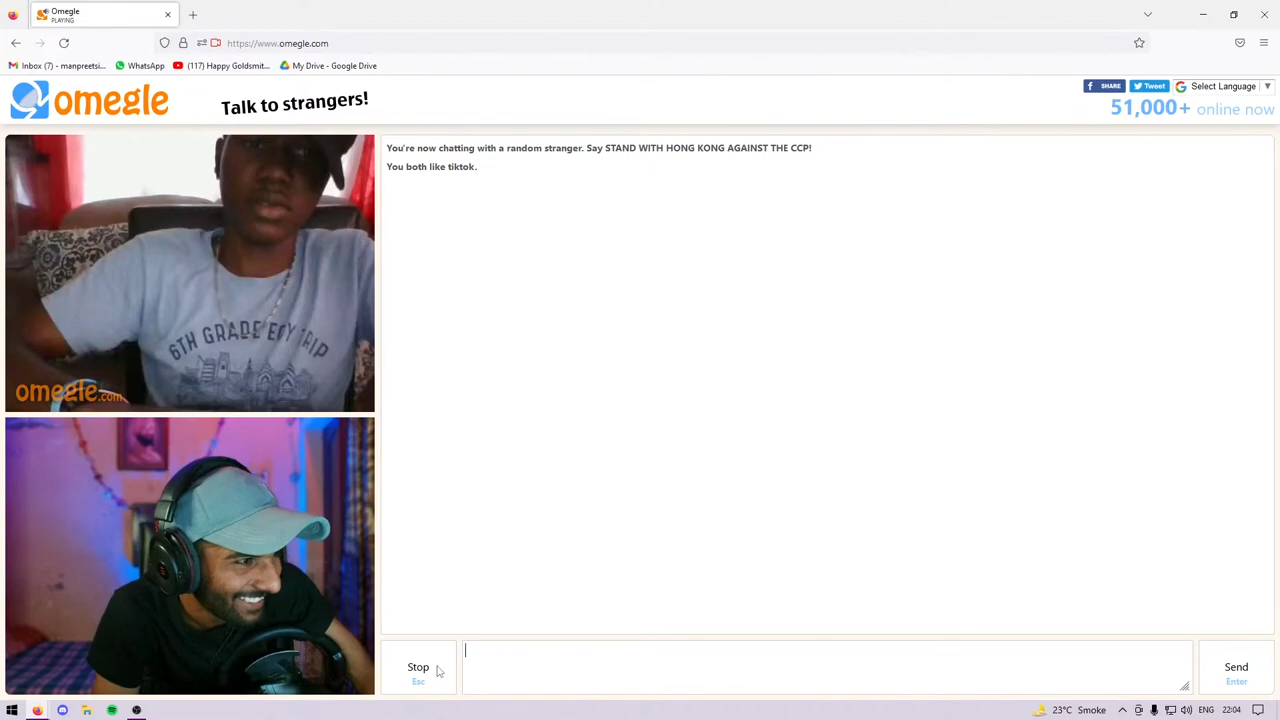 Omegle
PLAYING
https://www.omegle.com
Inbox (7) - manpreetsi...
WhatsApp
(117) Happy Goldsmit...
My Drive - Google Drive
omegle
Talk to strangers!
SHARE
Tweet
Select Language
51,000+ online now
You're now chatting with a random stranger. Say STAND WITH HONG KONG AGAINST THE CCP!
You both like tiktok.
6TH GRADE EOY TRIP
omegle.com
Stop
Esc
Send
Enter
23°C Smoke
ENG
22:04